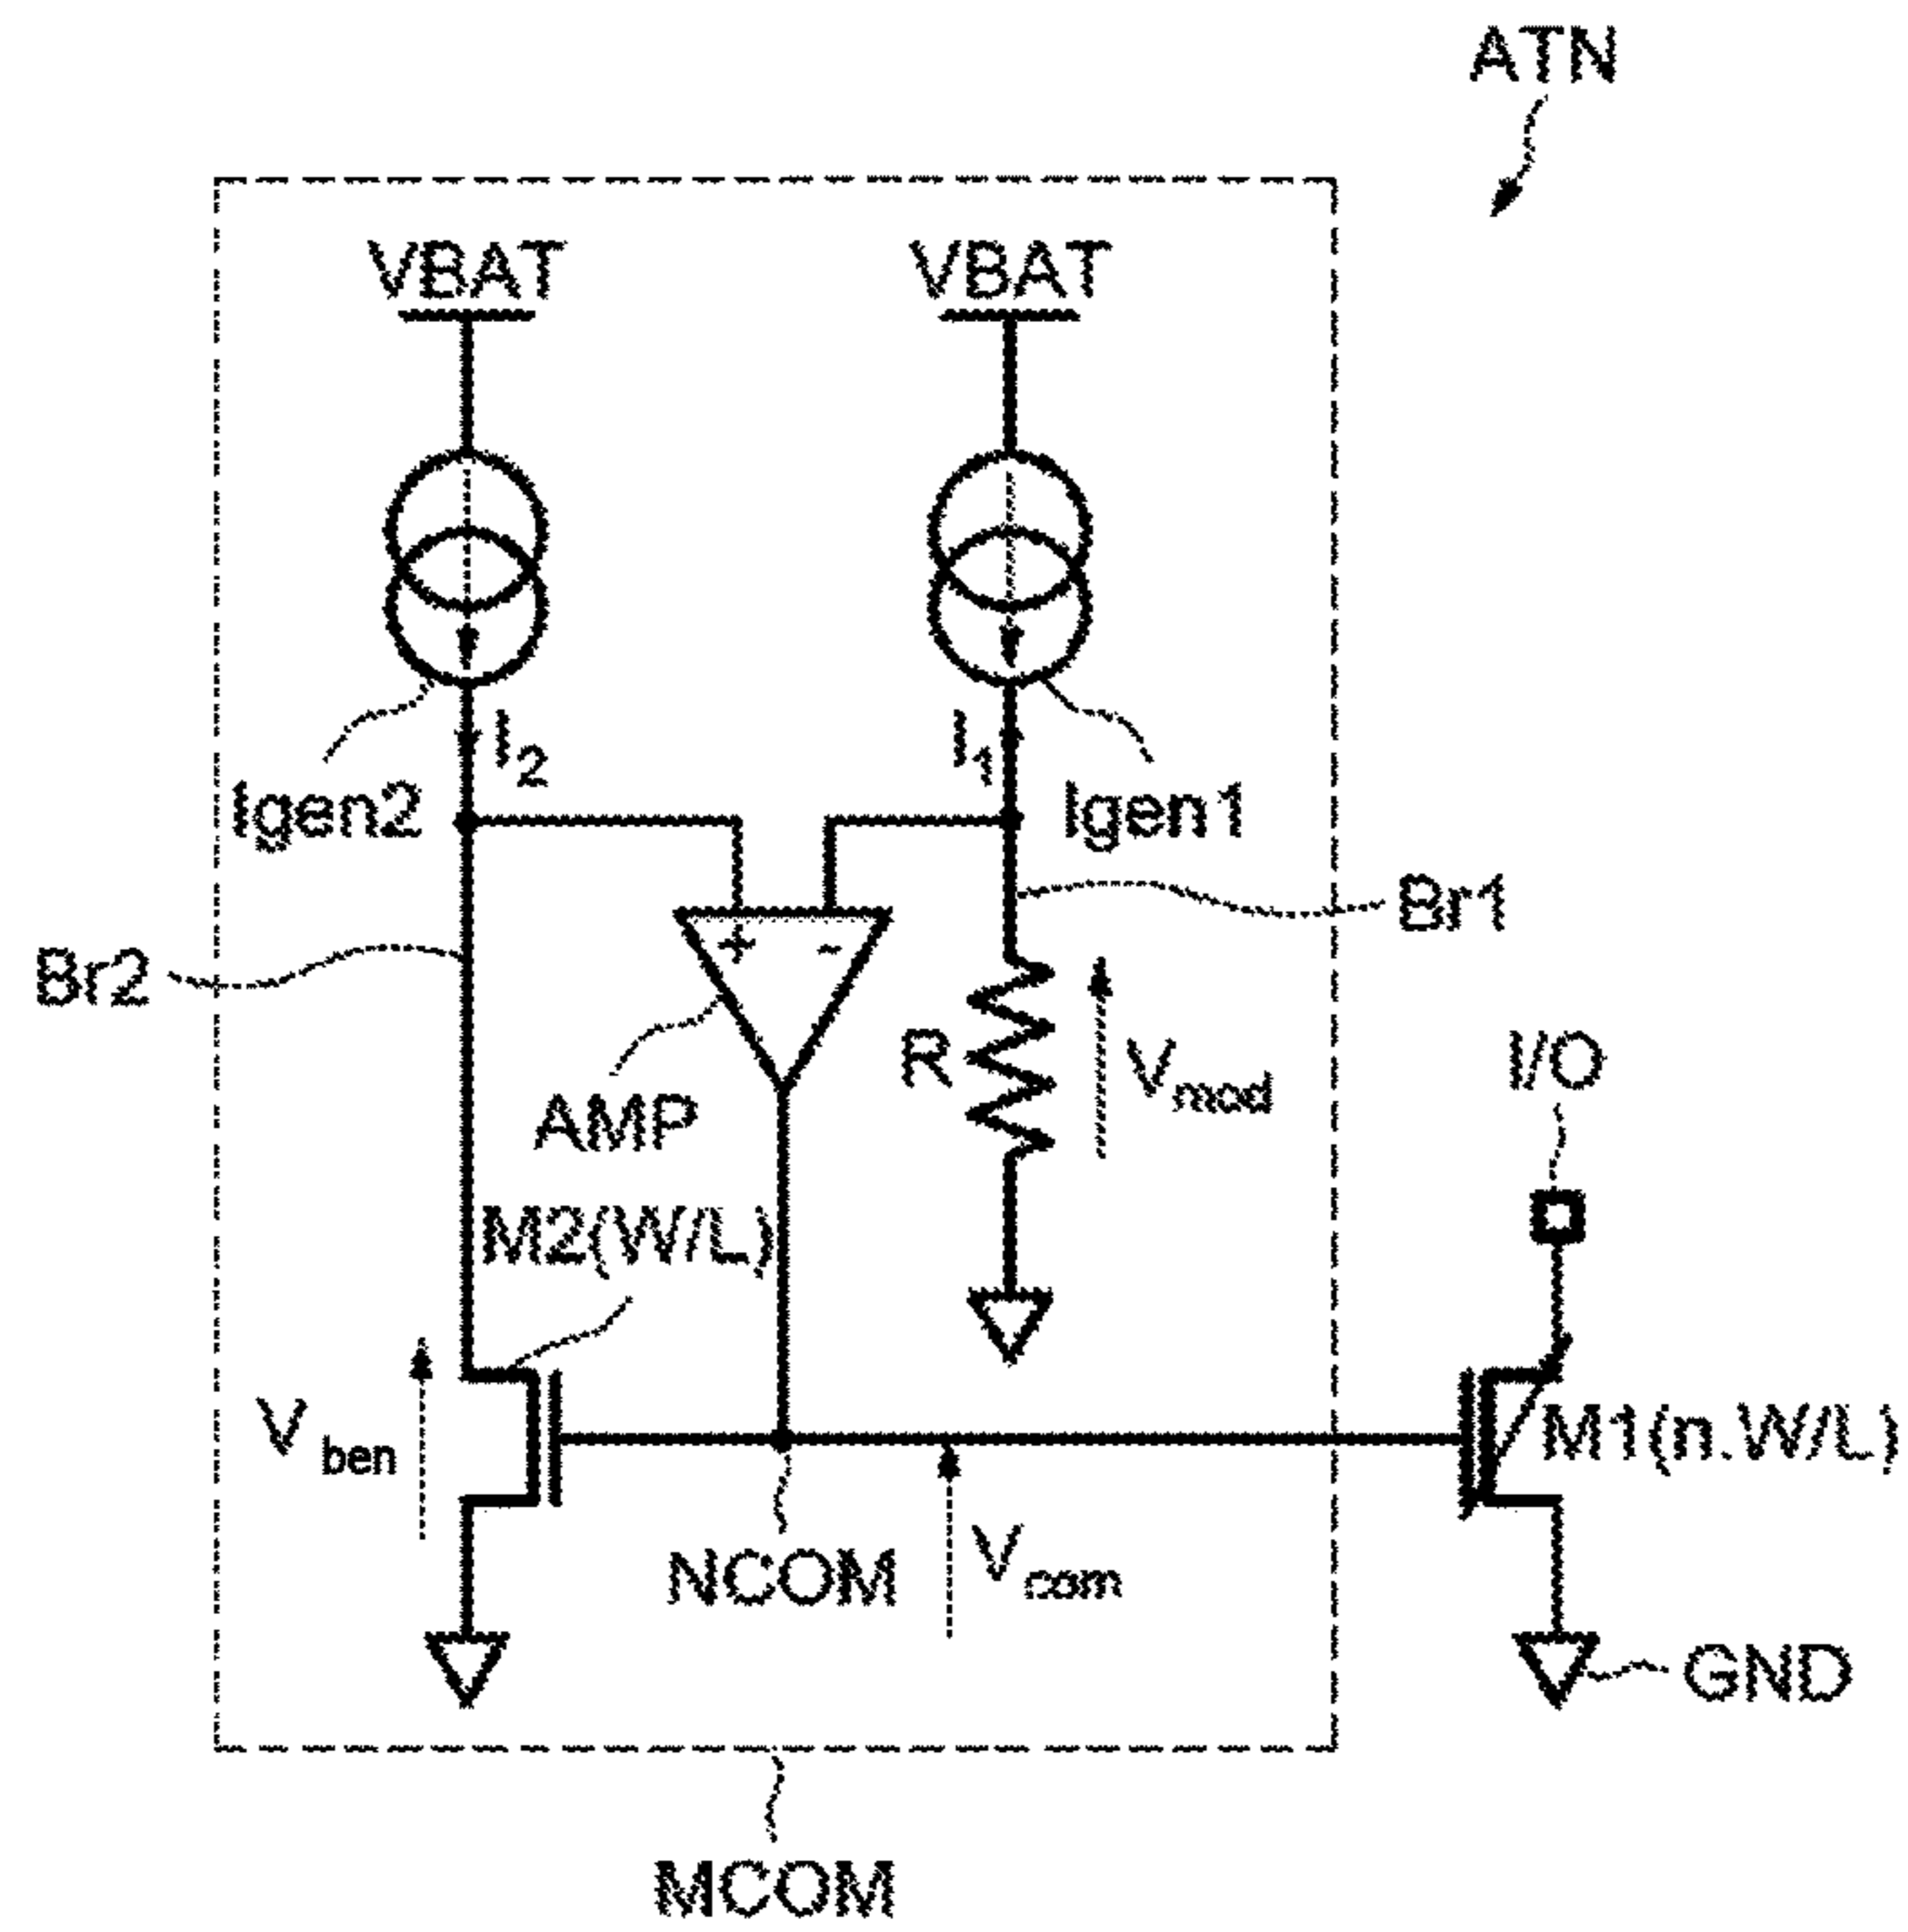 ATN
VBAT
VBAT
I2
I1
Igen2
Igen1
Br1
Br2
+
-
R
Vmod
I/O
AMP
M2(W/L)
Vben
M1(n.W/L)
NCOM
Vcom
GND
MCOM